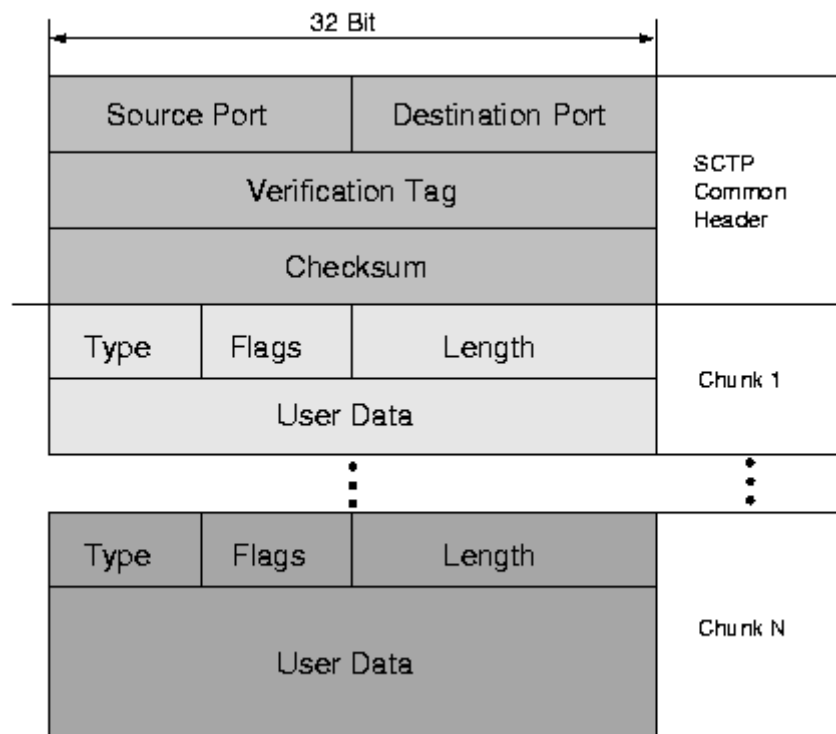 32 Bit
Source Port
Destination Port
Verification Tag
Checksum
SCTP
Common
Header
Type
Flags
Length
User Data
Chunk 1
Type
Flags
Length
User Data
Chunk N